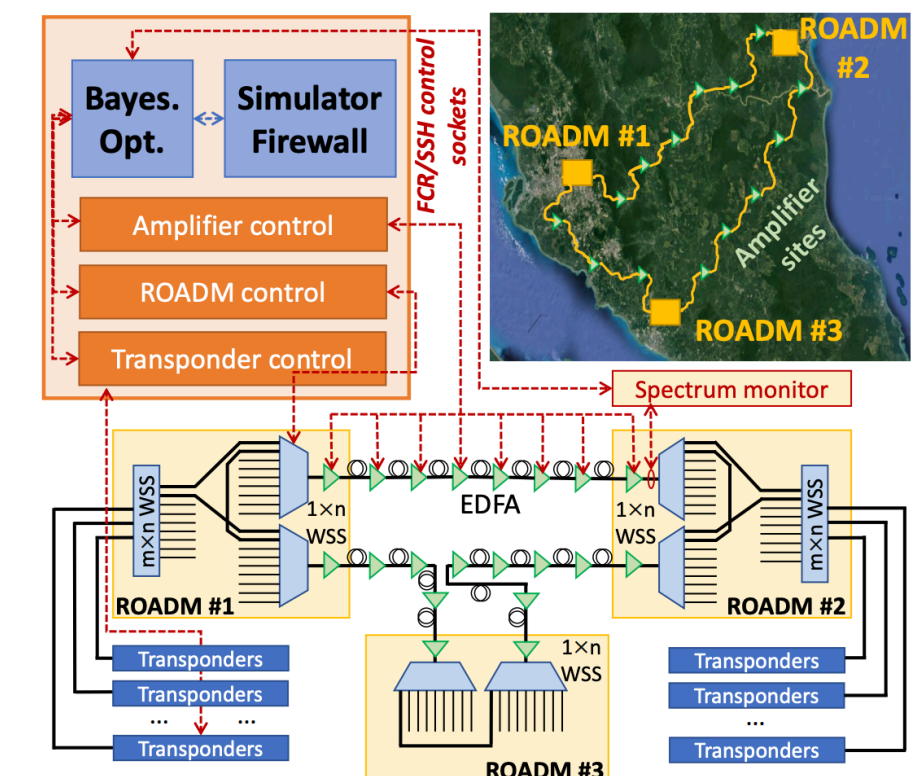 Bayes.
Opt.
Simulator
Firewall
FCR/SSH control
sockets
Amplifier control
ROADM control
Transponder control
ROADM
#2
ROADM #1
Amplifier
sites
ROADM #3
Spectrum monitor
m×n WSS
1×n
WSS
ROADM #1
EDFA
1×n
WSS
m×n WSS
ROADM #2
1×n
WSS
ROADM #3
Transponders
Transponders
... ...
Transponders
Transponders
Transponders
...
Transponders